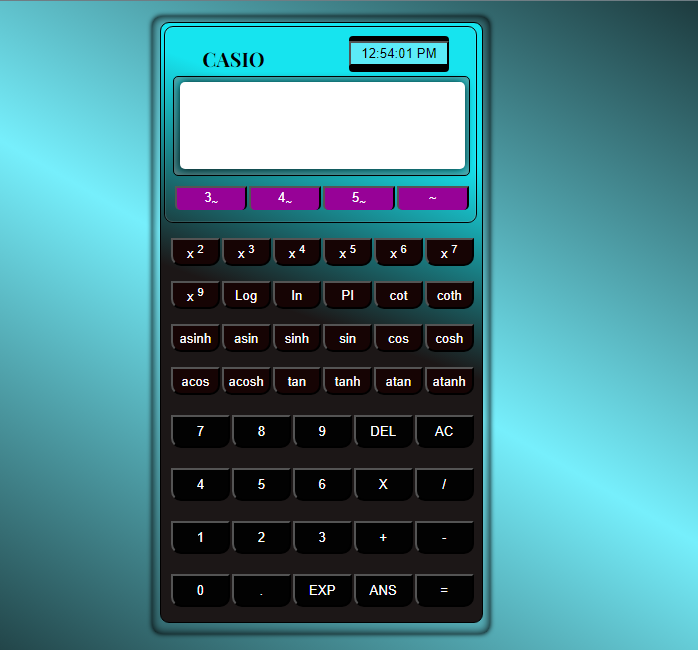 CASIO 12:54:01 PM
3~ 4~ 5~ ~
x 2 x 3 x 4 x 5 x 6 x 7
x 9 Log In PI cot coth
asinh asin sinh sin cos cosh
acos acosh tan tanh atan atanh
7 8 9 DEL AC
4 5 6 X /
1 2 3 + -
0 . EXP ANS =